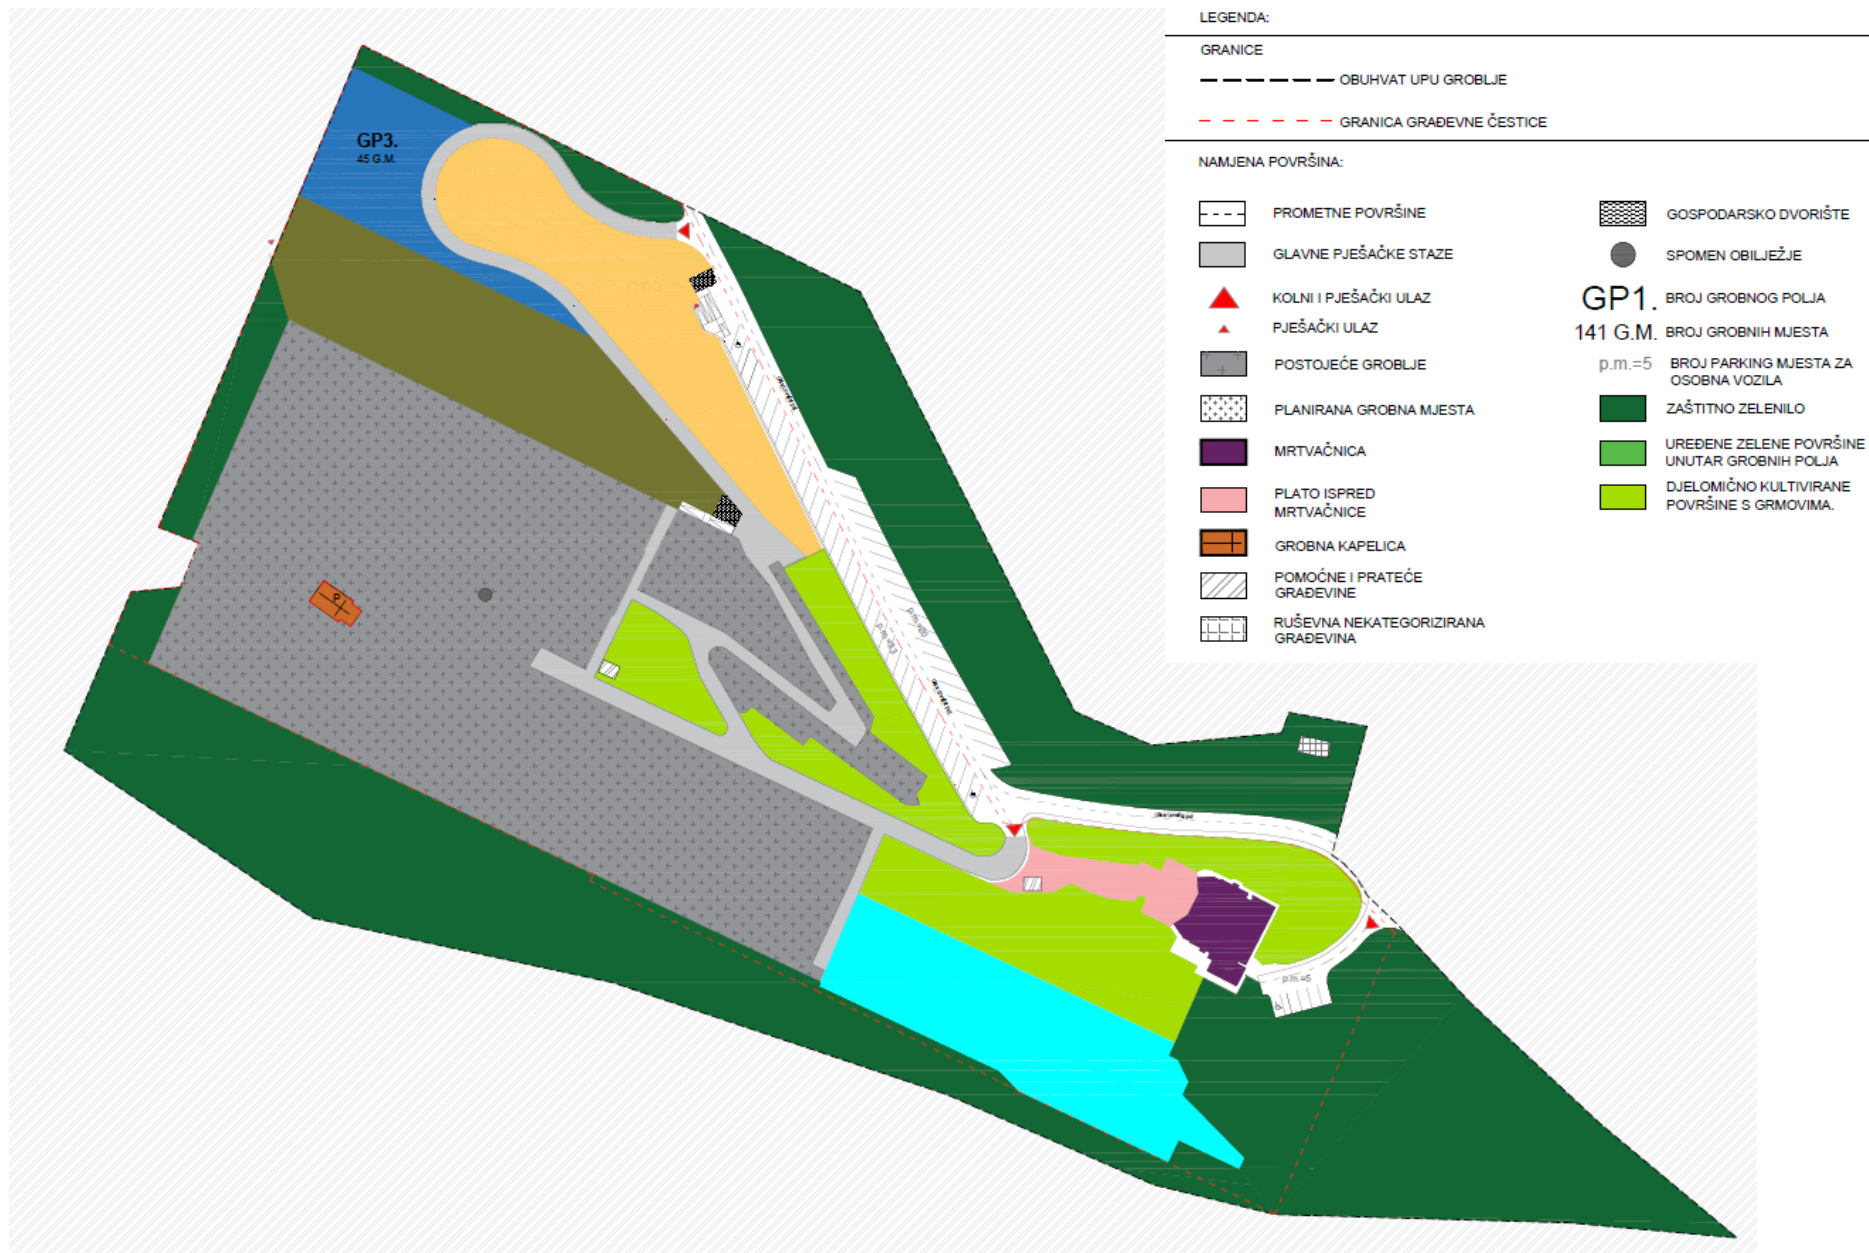 LEGENDA:
GRANICE
OBUHVAT UPU GROBLJE
GRANICA GRAĐEVNE ČESTICE
NAMJENA POVRŠINA:
PROMETNE POVRŠINE
GLAVNE PJEŠAČKE STAZE
KOLNI I PJEŠAČKI ULAZ
PJEŠAČKI ULAZ
POSTOJEĆE GROBLJE
PLANIRANA GROBNA MJESTA
MRTVAČNICA
PLATO ISPRED
MRTVAČNICE
GROBNA KAPELICA
POMOĆNE I PRATEĆE
GRAĐEVINE
RUŠEVNA NEKATEGORIZIRANA
GRAĐEVINA
GOSPODARSKO DVORIŠTE
SPOMEN OBILJEŽJE
GP1. BROJ GROBNOG POLJA
141 G.M. BROJ GROBNIH MJESTA
p.m.=5 BROJ PARKING MJESTA ZA
OSOBNA VOZILA
ZAŠTITNO ZELENILO
UREĐENE ZELENE POVRŠINE
UNUTAR GROBNIH POLJA
DJELOMIČNO KULTIVIRANE
POVRŠINE S GRMOVIMA.
GP3.
45 G.M.
p.m.=20
p.m.=5